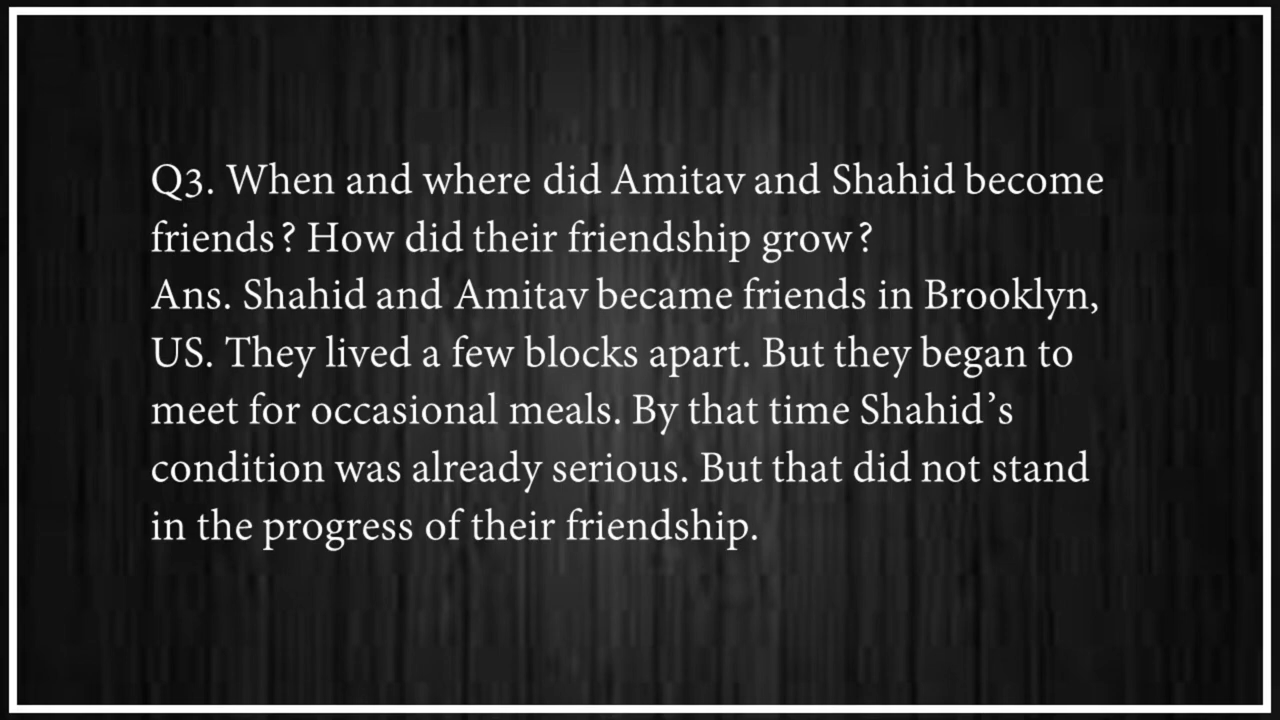 Q3. When and where did Amitav and Shahid become
friends? How did their friendship grow?
Ans. Shahid and Amitav became friends in Brooklyn,
US. They lived a few blocks apart. But they began to
meet for occasional meals. By that time Shahid's
condition was already serious. But that did not stand
in the progress of their friendship.